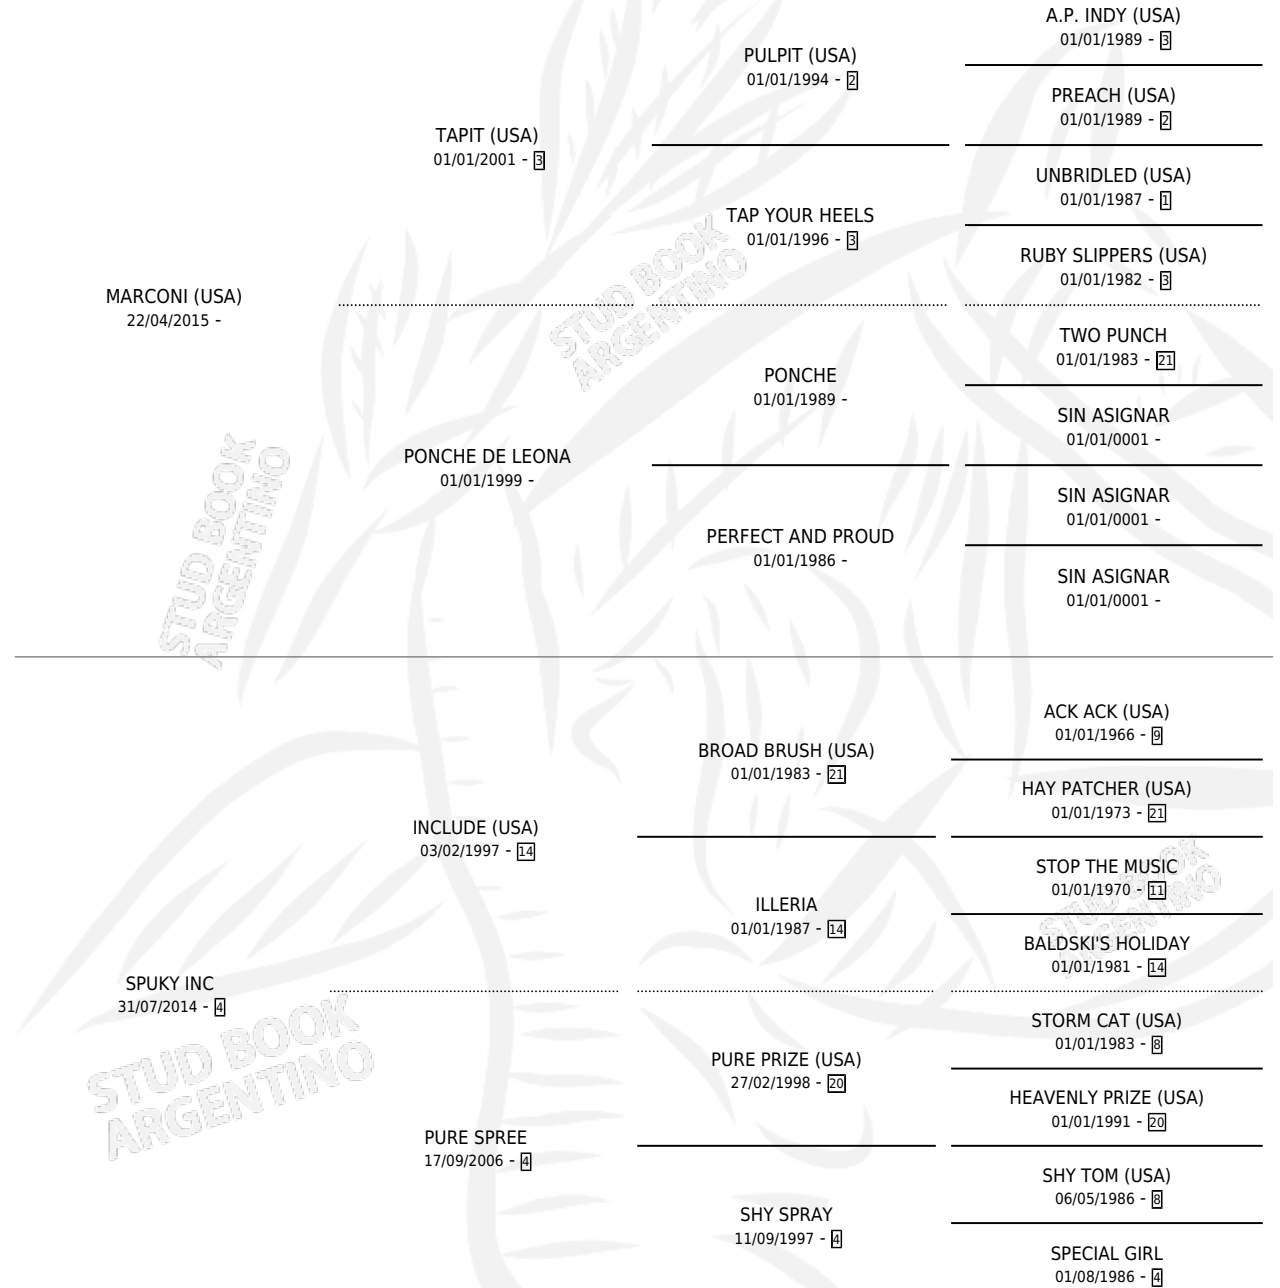 A.P. INDY (USA)
01/01/1989 - 3
PULPIT (USA)
01/01/1994 - 2
PREACH (USA)
01/01/1989 - 2
TAPIT (USA)
01/01/2001 - 3
UNBRIDLED (USA)
01/01/1987 - 1
TAP YOUR HEELS
01/01/1996 - 3
RUBY SLIPPERS (USA)
01/01/1982 - 3
MARCONI (USA)
22/04/2015 -
TWO PUNCH
01/01/1983 - 21
PONCHE
01/01/1989 -
SIN ASIGNAR
01/01/0001 -
PONCHE DE LEONA
01/01/1999 -
SIN ASIGNAR
01/01/0001 -
PERFECT AND PROUD
01/01/1986 -
SIN ASIGNAR
01/01/0001 -
ACK ACK (USA)
01/01/1966 - 9
BROAD BRUSH (USA)
01/01/1983 - 21
HAY PATCHER (USA)
01/01/1973 - 21
INCLUDE (USA)
03/02/1997 - 14
STOP THE MUSIC
01/01/1970 - 11
ILLERIA
01/01/1987 - 14
BALDSKI'S HOLIDAY
01/01/1981 - 14
SPUKY INC
31/07/2014 - 4
STORM CAT (USA)
01/01/1983 - 8
PURE PRIZE (USA)
27/02/1998 - 20
HEAVENLY PRIZE (USA)
01/01/1991 - 20
PURE SPREE
17/09/2006 - 4
SHY TOM (USA)
06/05/1986 - 8
SHY SPRAY
11/09/1997 - 4
SPECIAL GIRL
01/08/1986 - 4
STUD BOOK
ARGENTINO
STUD BOOK
ARGENTINO
STUD BOOK
ARGENTINO
STUD BOOK
ARGENTINO